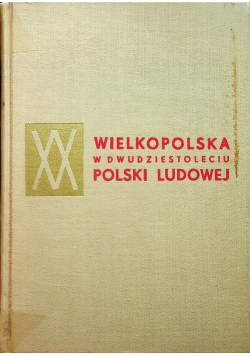 XX
WIELKOPOLSKA
W DWUDZIESTOLECIU
POLSKI LUDOWEJ